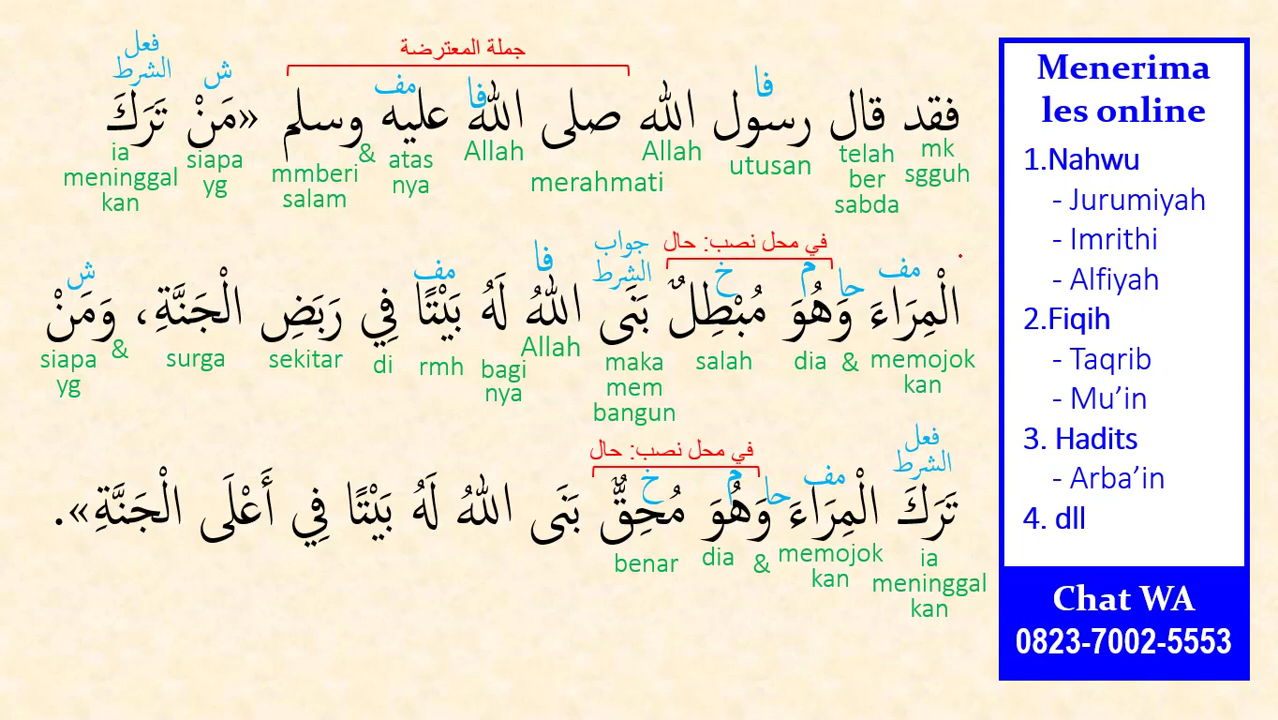 جملة المعترضة
فا مف فا ش فعل الشرط
فقد قال رسول الله صلى الله عليه وسلم «مَنْ تَرَكَ
mk sgguh
telah ber sabda
utusan
Allah
merahmati
Allah
atas nya
&
mmberi salam
siapa yg
ia meninggal kan
في محل نصب: حال
مف حا م خ جواب الشرط فا مف ش
الْمِرَاءَ وَهُوَ مُبْطِلٌ بَنَى اللهُ لَهُ بَيْتًا فِي رَبَضِ الْجَنَّةِ، وَمَنْ
memojok kan
&
dia
salah
maka mem bangun
Allah
bagi nya
rmh
di
sekitar
surga
&
siapa yg
في محل نصب: حال
فعل الشرط مف حا م خ
تَرَكَ الْمِرَاءَ وَهُوَ مُحِقٌّ بَنَى اللهُ لَهُ بَيْتًا فِي أَعْلَى الْجَنَّةِ».
ia meninggal kan
memojok kan
&
dia
benar
Menerima
les online
1.Nahwu
- Jurumiyah
- Imrithi
- Alfiyah
2.Fiqih
- Taqrib
- Mu’in
3. Hadits
- Arba’in
4. dll
Chat WA
0823-7002-5553